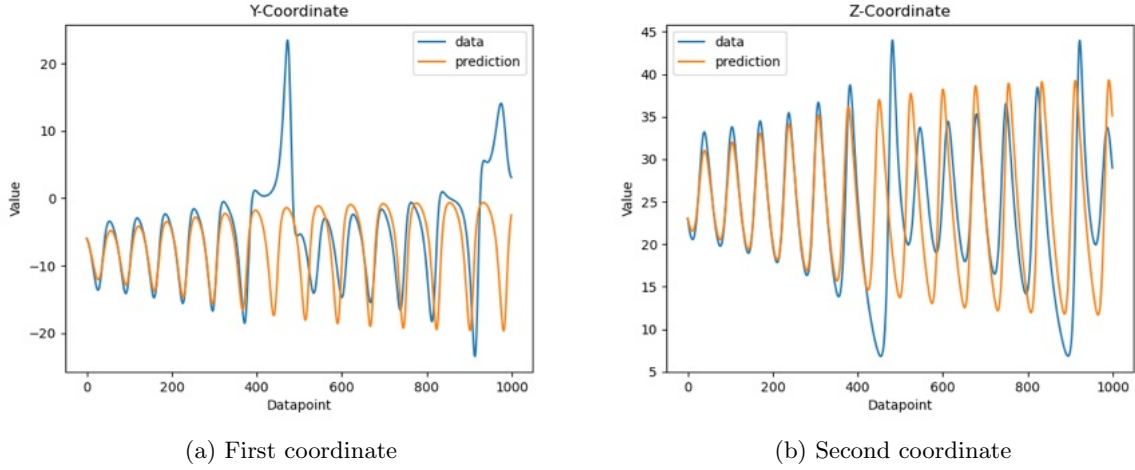 Y-Coordinate
data
prediction
20
10
0
−10
−20
Value
0
200
400
600
800
1000
Datapoint
(a) First coordinate
Z-Coordinate
data
prediction
45
40
35
30
25
20
15
10
5
Value
0
200
400
600
800
1000
Datapoint
(b) Second coordinate